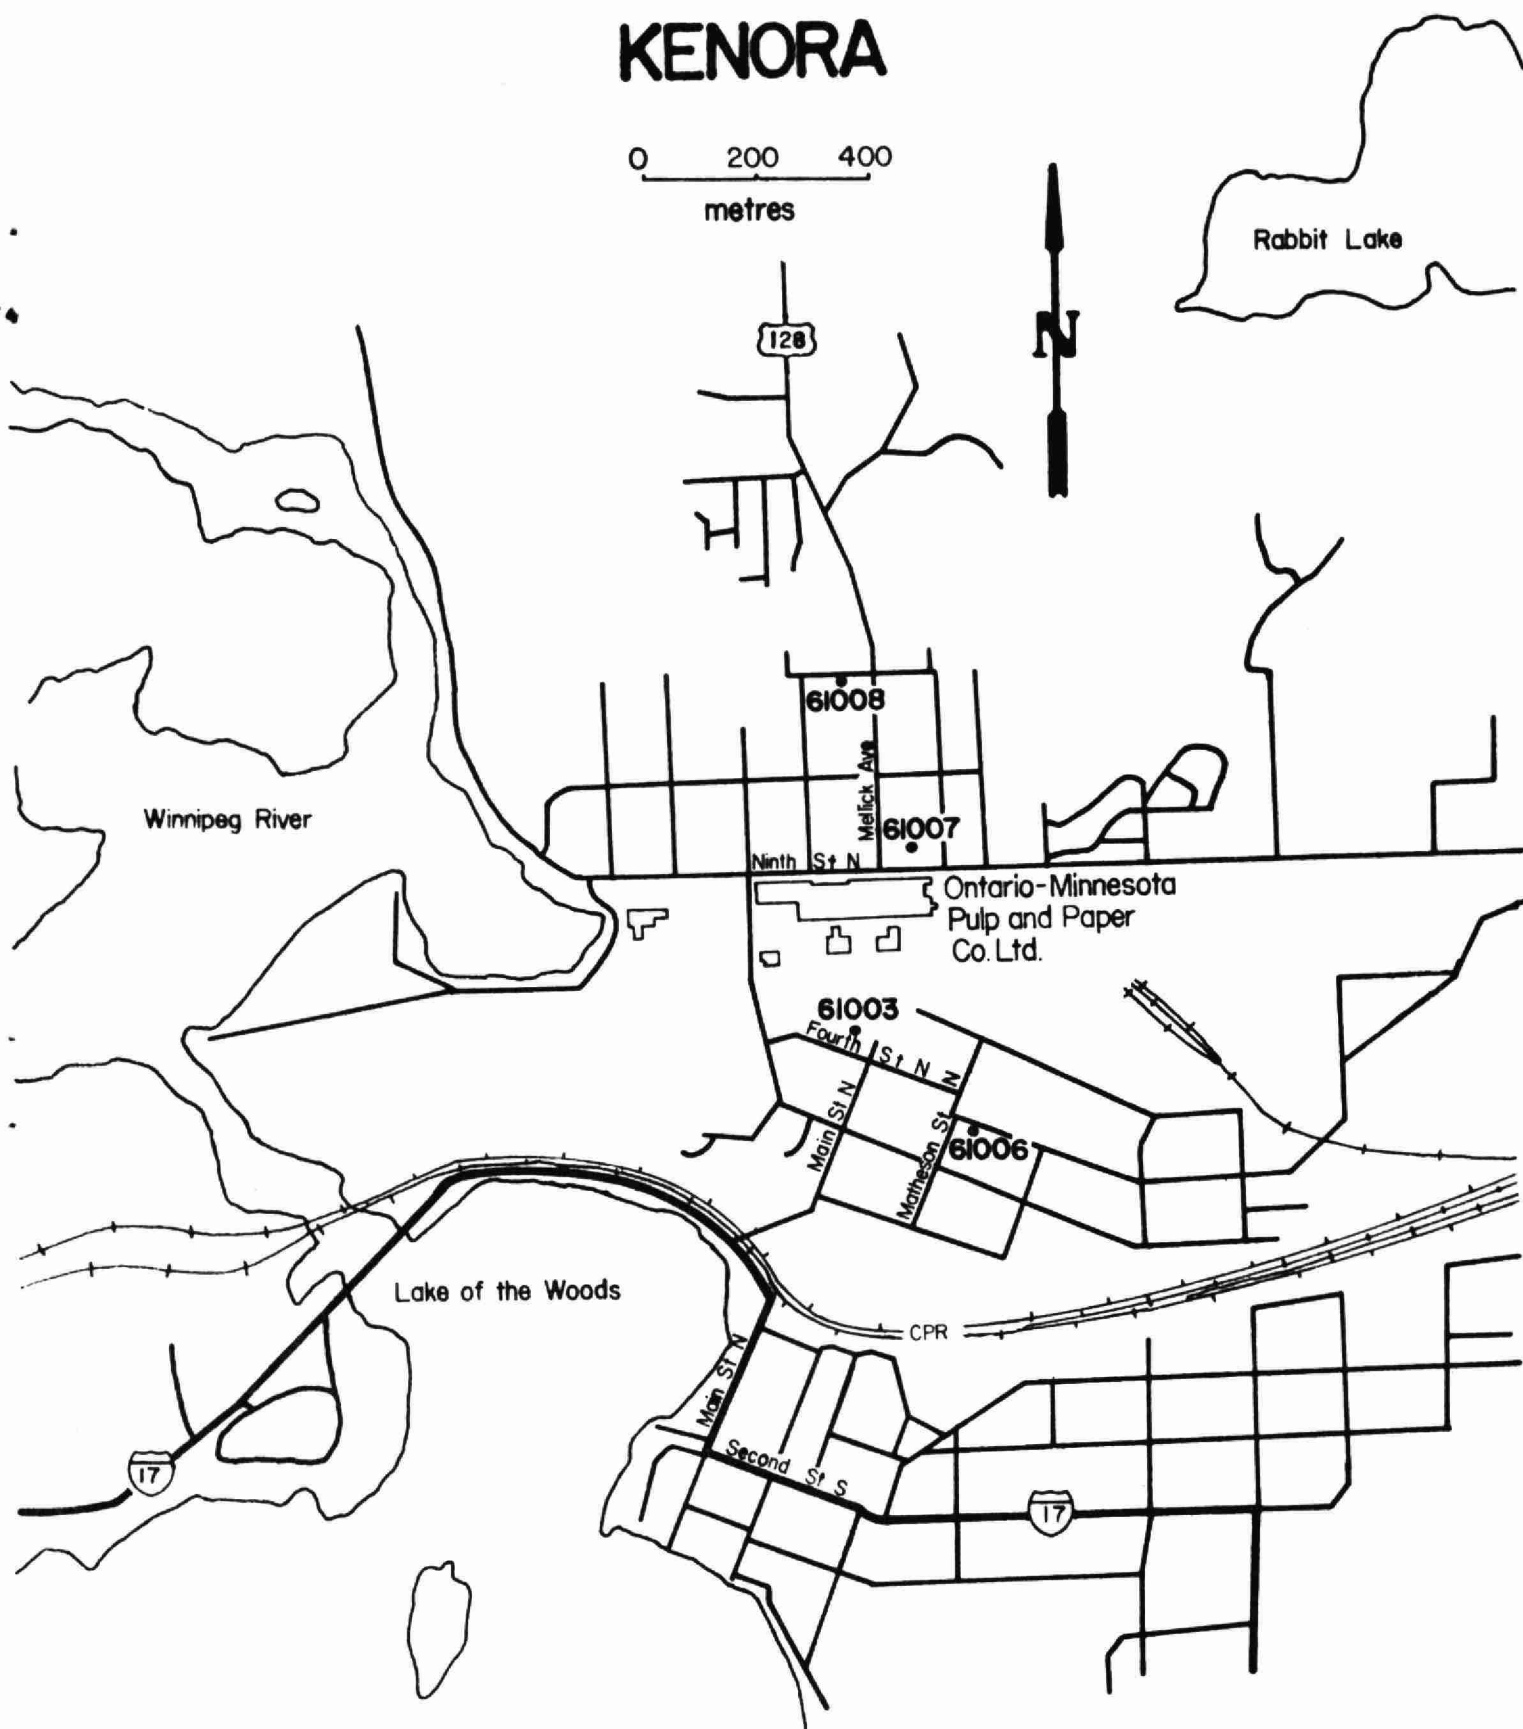 KENORA
0 200 400
metres
Rabbit Lake
N
128
61008
Mellick Ave
Winnipeg River
61007
Ninth St N
Ontario-Minnesota
Pulp and Paper
Co. Ltd.
61003
Fourth St N
Main St N
Matheson St N
61006
Lake of the Woods
CPR
Main St N
Second St S
17
17